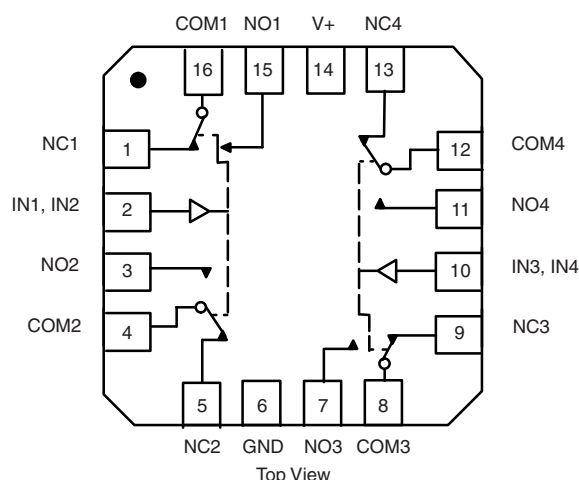 COM1 NO1 V+ NC4
16 15 14 13
NC1 1 12 COM4
IN1, IN2 2 11 NO4
NO2 3 10 IN3, IN4
COM2 4 9 NC3
5 6 7 8
NC2 GND NO3 COM3
Top View